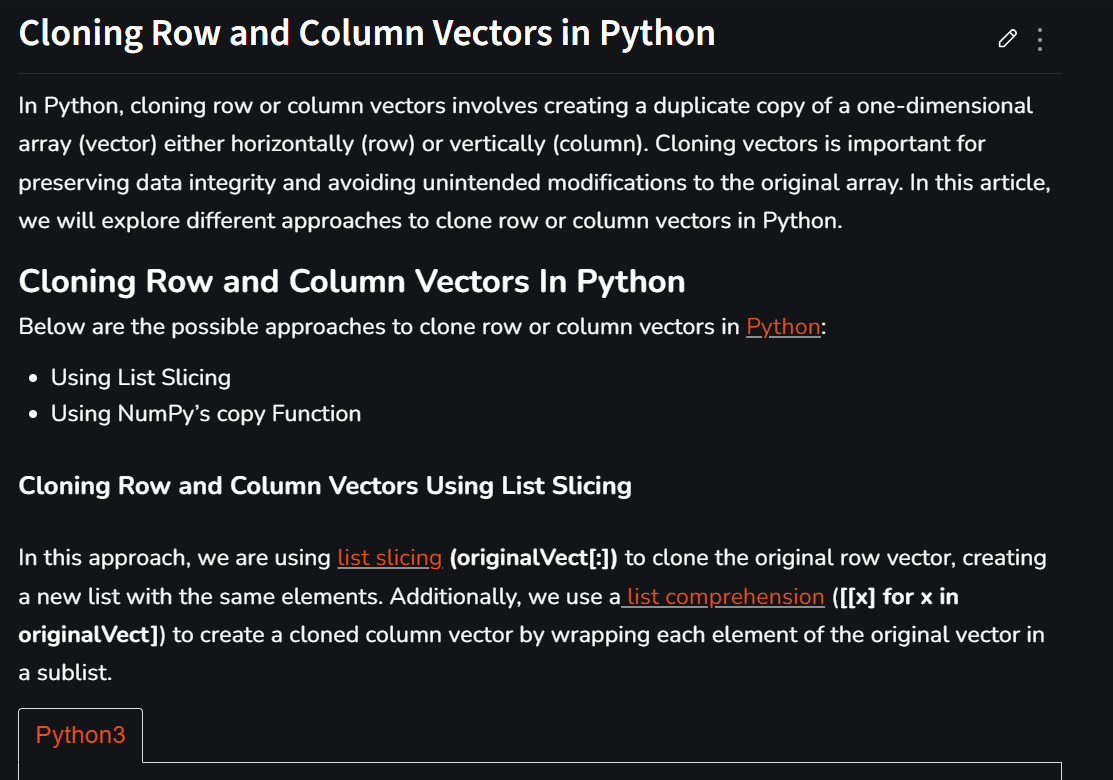 Cloning Row and Column Vectors in Python
In Python, cloning row or column vectors involves creating a duplicate copy of a one-dimensional
array (vector) either horizontally (row) or vertically (column). Cloning vectors is important for
preserving data integrity and avoiding unintended modifications to the original array. In this article,
we will explore different approaches to clone row or column vectors in Python.
Cloning Row and Column Vectors In Python
Below are the possible approaches to clone row or column vectors in Python:
• Using List Slicing
• Using NumPy’s copy Function
Cloning Row and Column Vectors Using List Slicing
In this approach, we are using list slicing (originalVect[:]) to clone the original row vector, creating
a new list with the same elements. Additionally, we use a list comprehension ([[x] for x in
originalVect]) to create a cloned column vector by wrapping each element of the original vector in
a sublist.
Python3